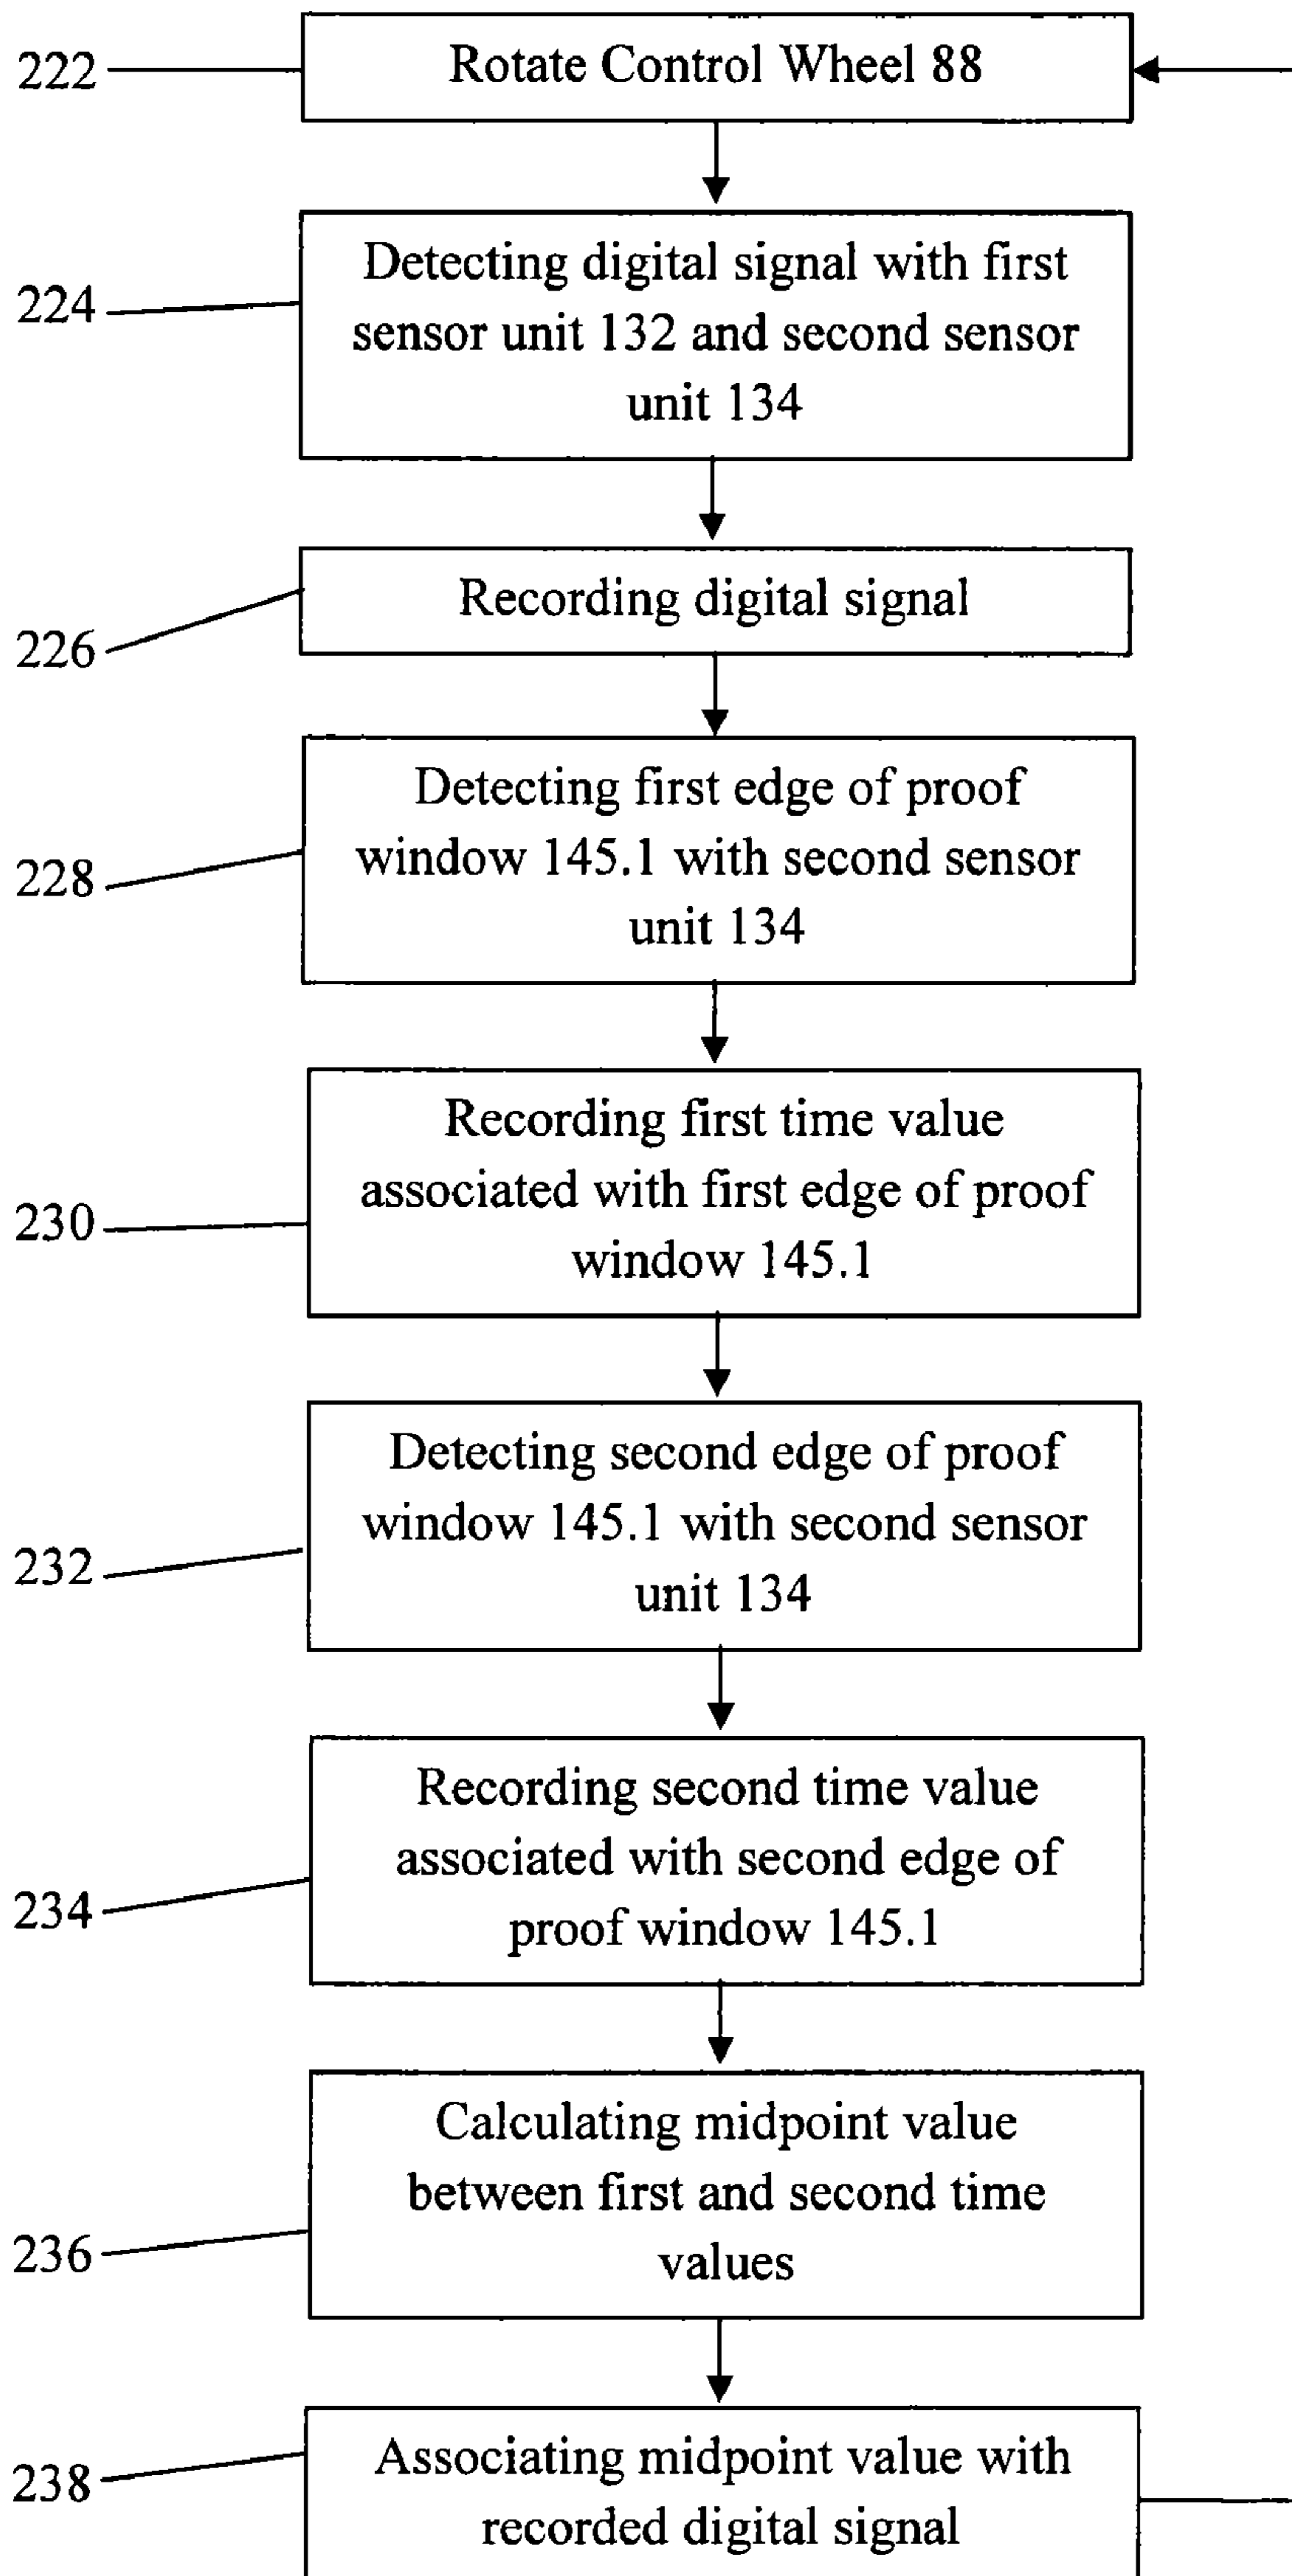 222
Rotate Control Wheel 88
224
Detecting digital signal with first
sensor unit 132 and second sensor
unit 134
226
Recording digital signal
228
Detecting first edge of proof
window 145.1 with second sensor
unit 134
230
Recording first time value
associated with first edge of proof
window 145.1
232
Detecting second edge of proof
window 145.1 with second sensor
unit 134
234
Recording second time value
associated with second edge of
proof window 145.1
236
Calculating midpoint value
between first and second time
values
238
Associating midpoint value with
recorded digital signal